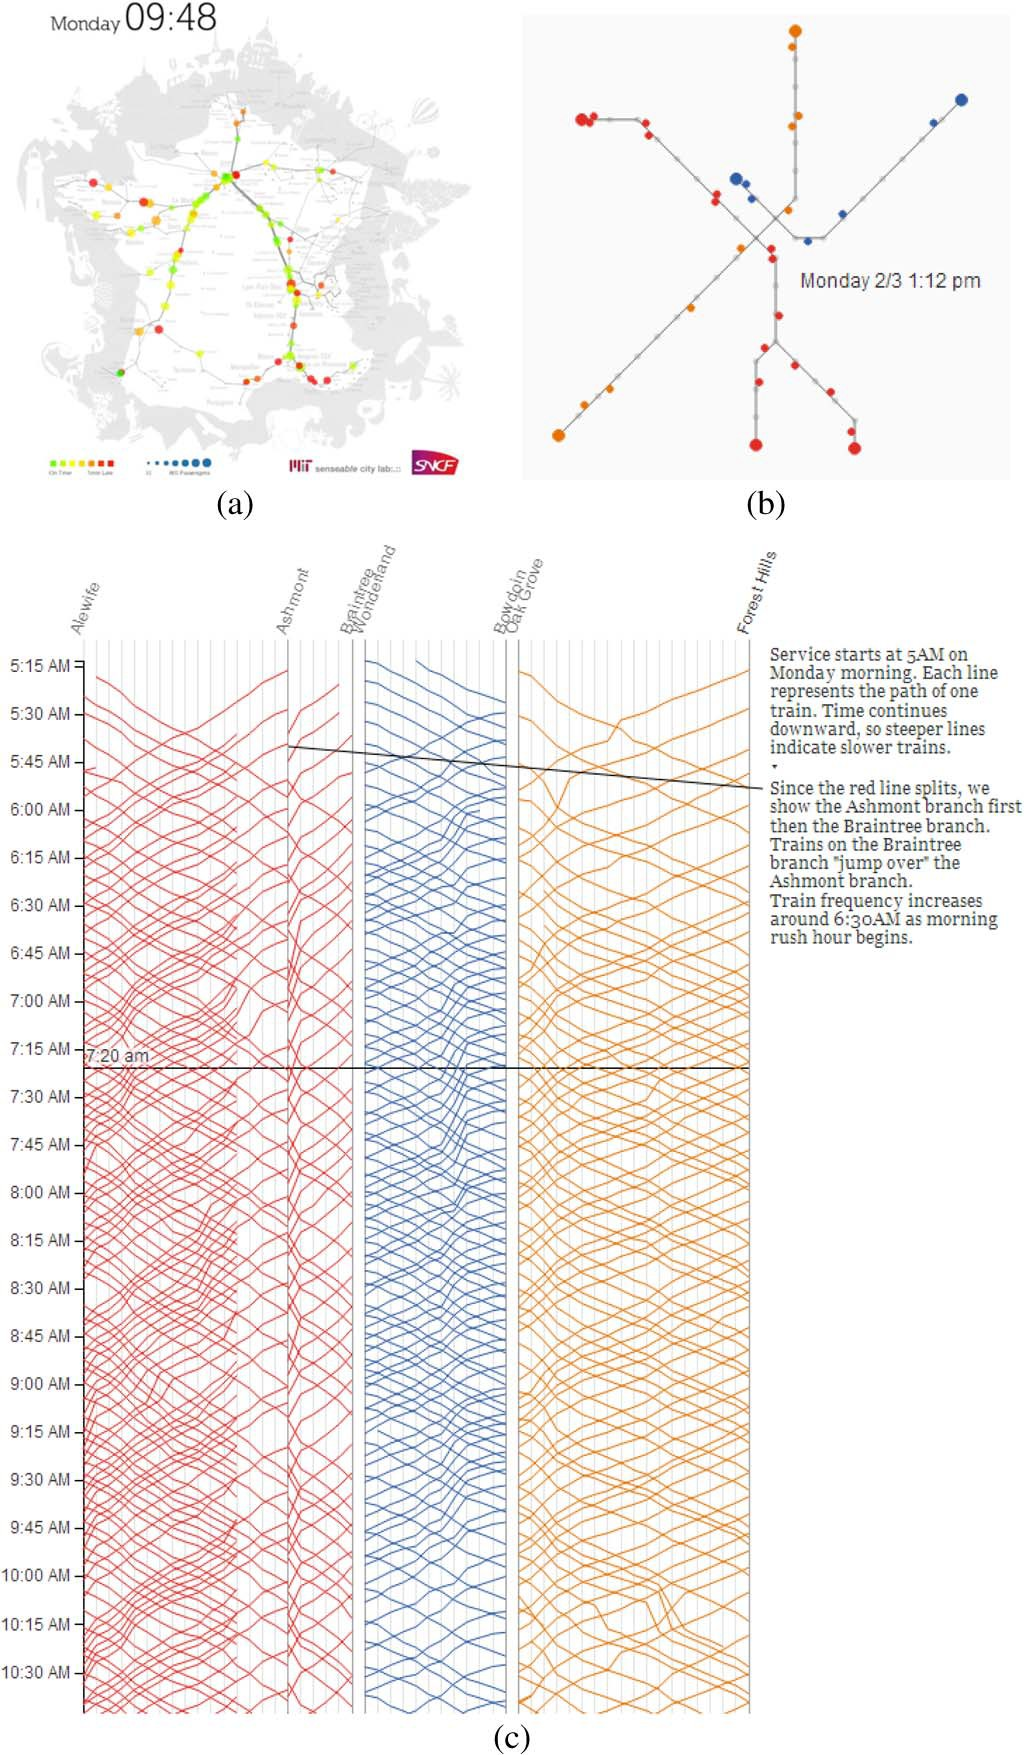 Monday 09:48
On Time 5min Late
MIT senseable city lab:.::
SNCF
(a)
Monday 2/3 1:12 pm
(b)
Alewife
Ashmont
Braintree
Wonderland
Bowdoin
Oak Grove
Forest Hills
5:15 AM
5:30 AM
5:45 AM
6:00 AM
6:15 AM
6:30 AM
6:45 AM
7:00 AM
7:15 AM
7:20 am
7:30 AM
7:45 AM
8:00 AM
8:15 AM
8:30 AM
8:45 AM
9:00 AM
9:15 AM
9:30 AM
9:45 AM
10:00 AM
10:15 AM
10:30 AM
Service starts at 5AM on
Monday morning. Each line
represents the path of one
train. Time continues
downward, so steeper lines
indicate slower trains.
Since the red line splits, we
show the Ashmont branch first
then the Braintree branch.
Trains on the Braintree
branch "jump over" the
Ashmont branch.
Train frequency increases
around 6:30AM as morning
rush hour begins.
(c)